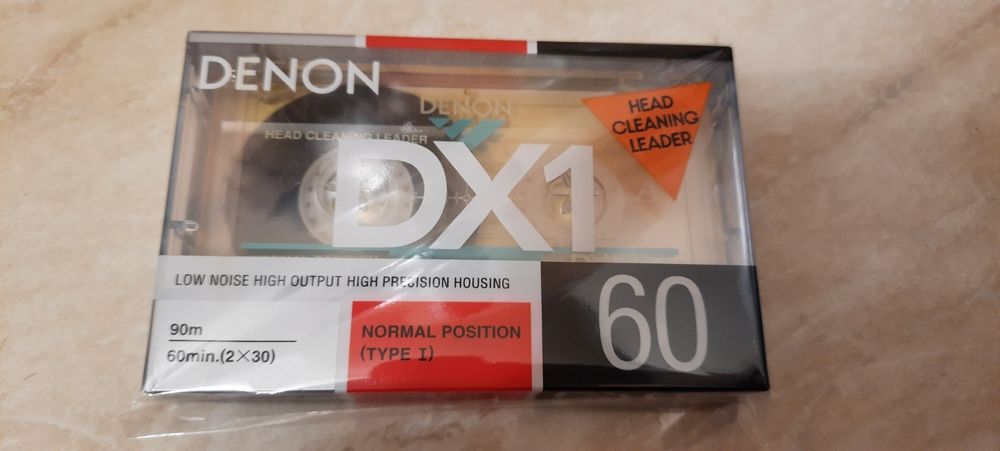 DENON
DENON
HEAD CLEANING LEADER
DX1
HEAD
CLEANING
LEADER
LOW NOISE HIGH OUTPUT HIGH PRECISION HOUSING
90m
60min.(2×30)
NORMAL POSITION
(TYPE I)
60